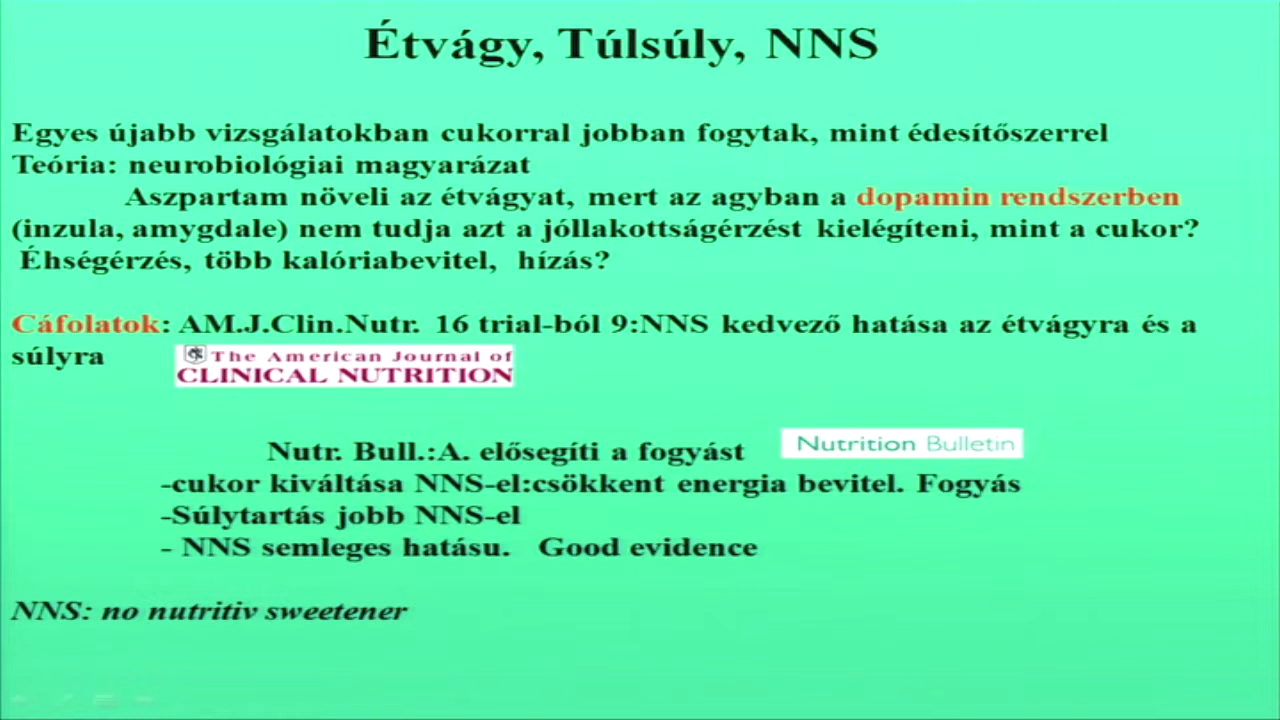 Étvágy, Túlsúly, NNS
Egyes újabb vizsgálatokban cukorral jobban fogytak, mint édesítőszerrel
Teória: neurobiológiai magyarázat
Aszpartam növeli az étvágyat, mert az agyban a dopamin rendszerben
(inzula, amygdale) nem tudja azt a jóllakottságérzést kielégíteni, mint a cukor?
Éhségérzés, több kalóriabevitel, hízás?
Cáfolatok: AM.J.Clin.Nutr. 16 trial-ból 9:NNS kedvező hatása az étvágyra és a
súlyra
The American Journal of
CLINICAL NUTRITION
Nutr. Bull.:A. elősegíti a fogyást
Nutrition Bulletin
-cukor kiváltása NNS-el:csökkent energia bevitel. Fogyás
-Súlytartás jobb NNS-el
- NNS semleges hatásu. Good evidence
NNS: no nutritiv sweetener